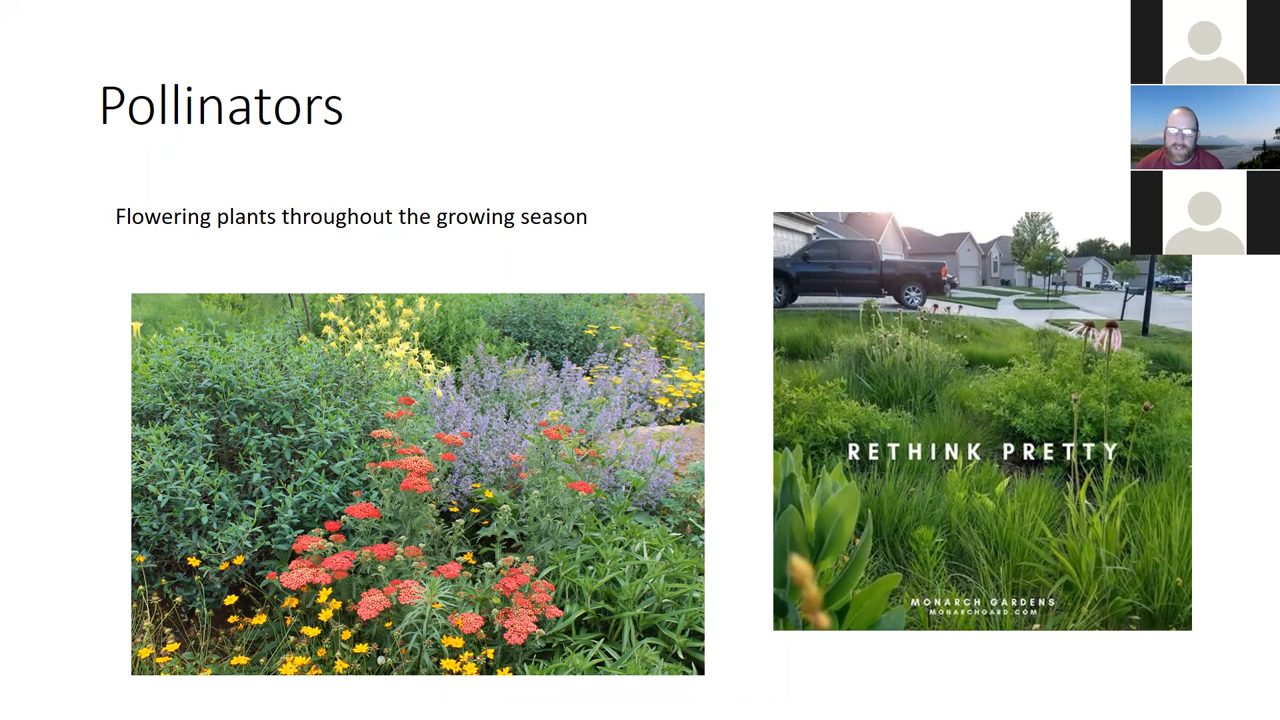 Pollinators
Flowering plants throughout the growing season
RETHINK PRETTY
MONARCH GARDENS
MONARCHGARD.COM